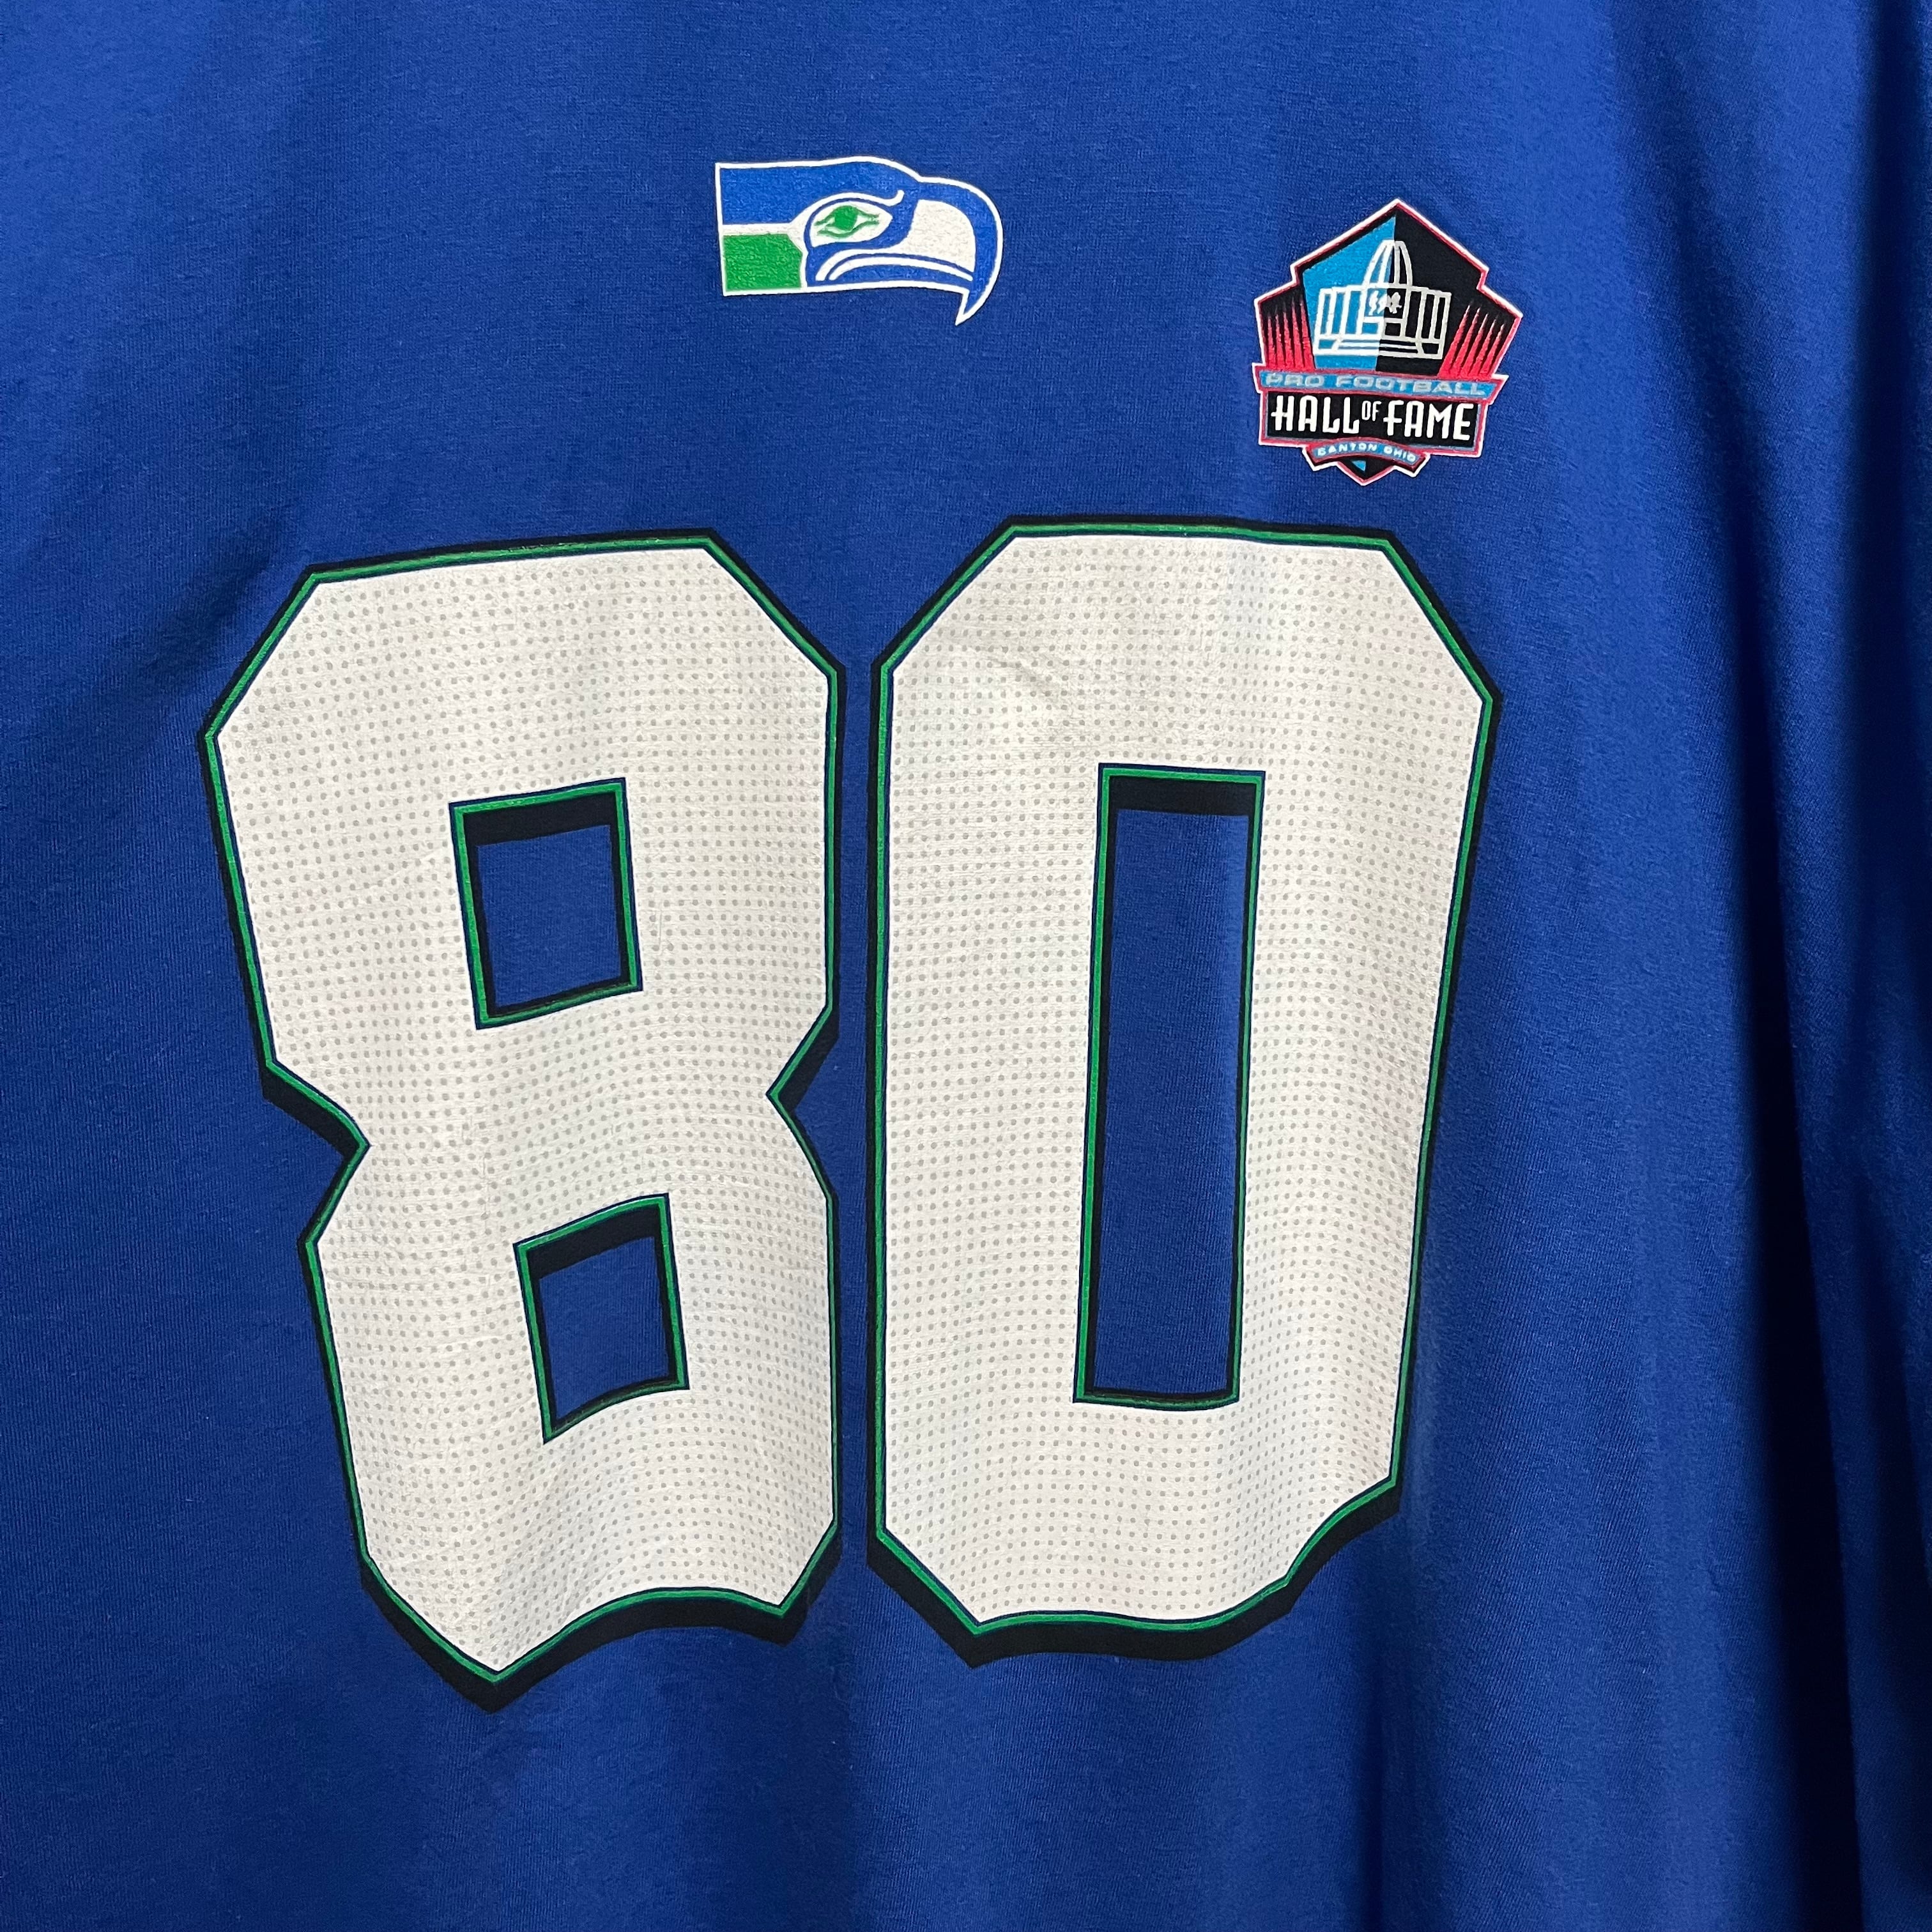 PRO FOOTBALL
HALL OF FAME
CANTON OHIO
80